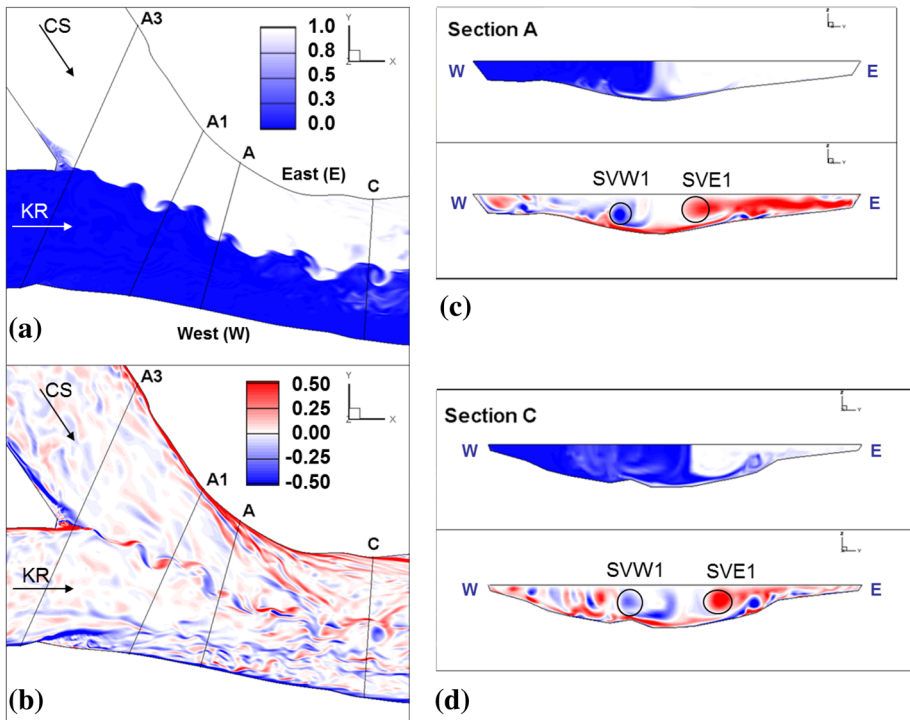 CS
A3
1.0
0.8
0.5
0.3
0.0
Y
Z X
A1
A
East (E)
C
KR
West (W)
(a)
CS
A3
0.50
0.25
0.00
-0.25
-0.50
Y
Z X
A1
A
C
KR
(b)
Section A
W E
SVW1 SVE1
W E
(c)
Section C
W E
SVW1 SVE1
W E
(d)